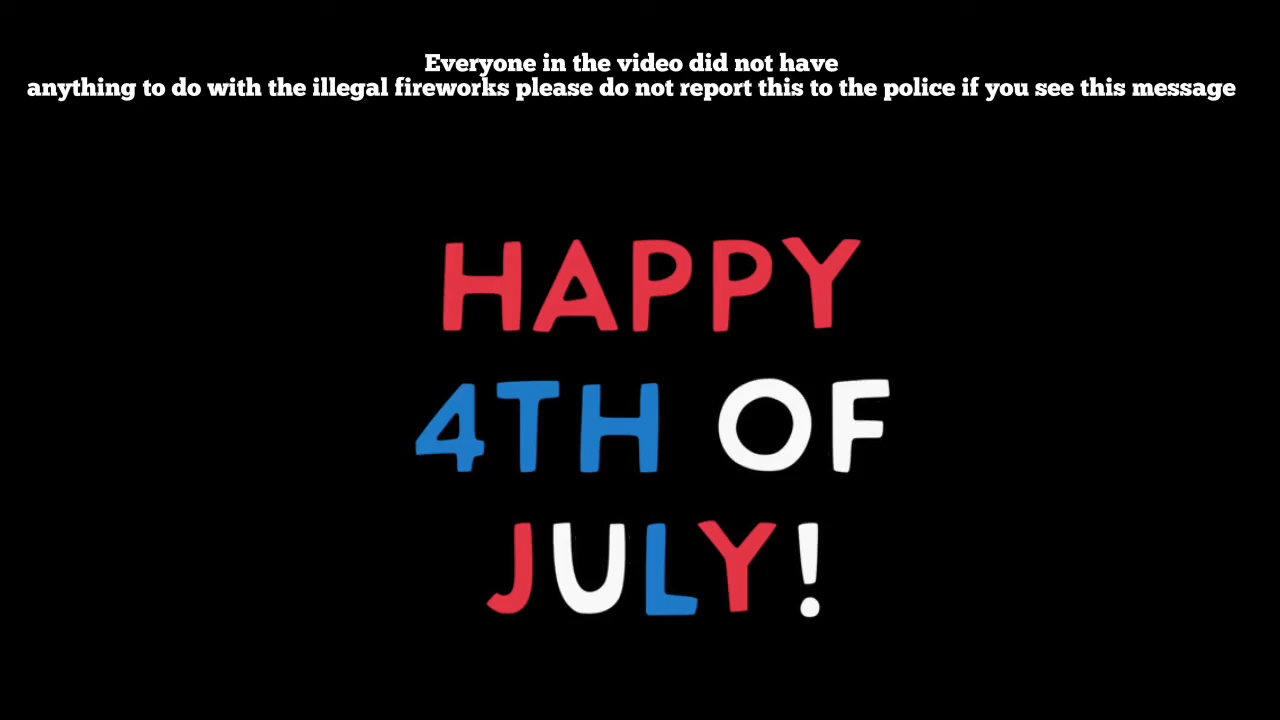 Everyone in the video did not have
anything to do with the illegal fireworks please do not report this to the police if you see this message
HAPPY
4TH OF
JULY!